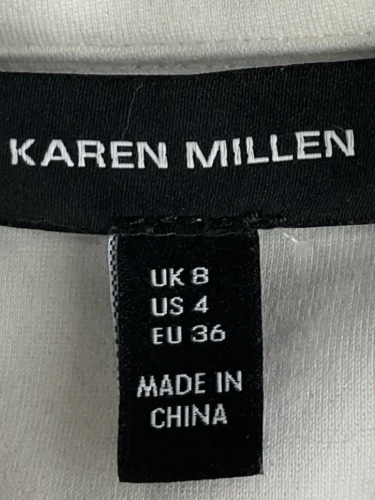 KAREN MILLEN
UK 8
US 4
EU 36
MADE IN
CHINA